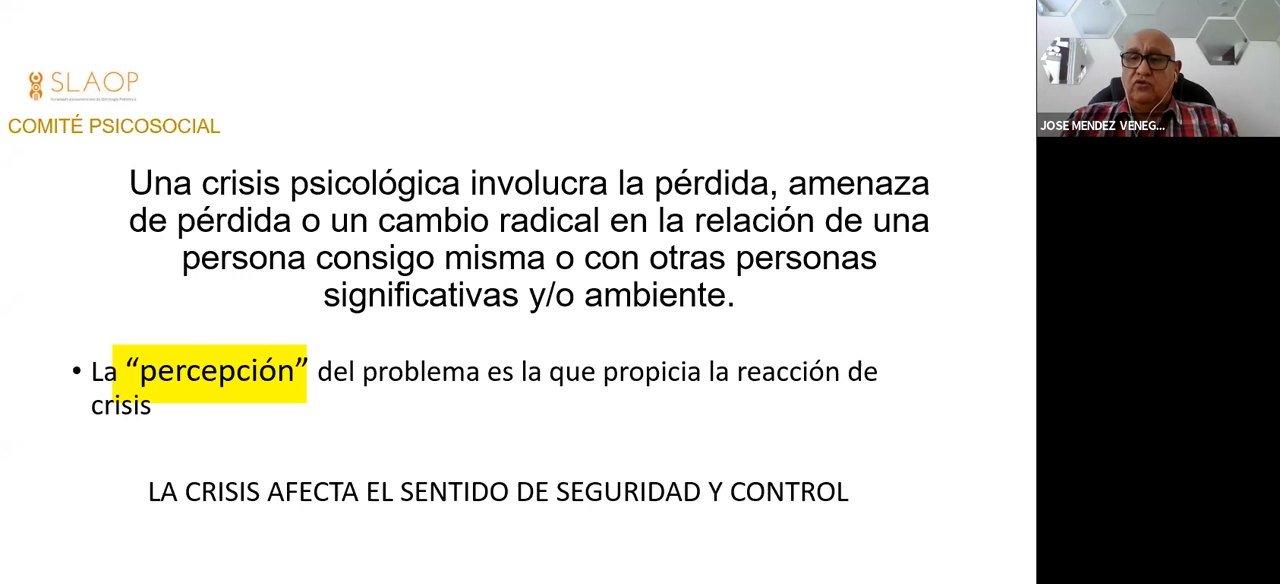 SLAOP
COMITÉ PSICOSOCIAL
Una crisis psicológica involucra la pérdida, amenaza
de pérdida o un cambio radical en la relación de una
persona consigo misma o con otras personas
significativas y/o ambiente.
• La “percepción” del problema es la que propicia la reacción de
crisis
LA CRISIS AFECTA EL SENTIDO DE SEGURIDAD Y CONTROL
JOSE MENDEZ VENEG...